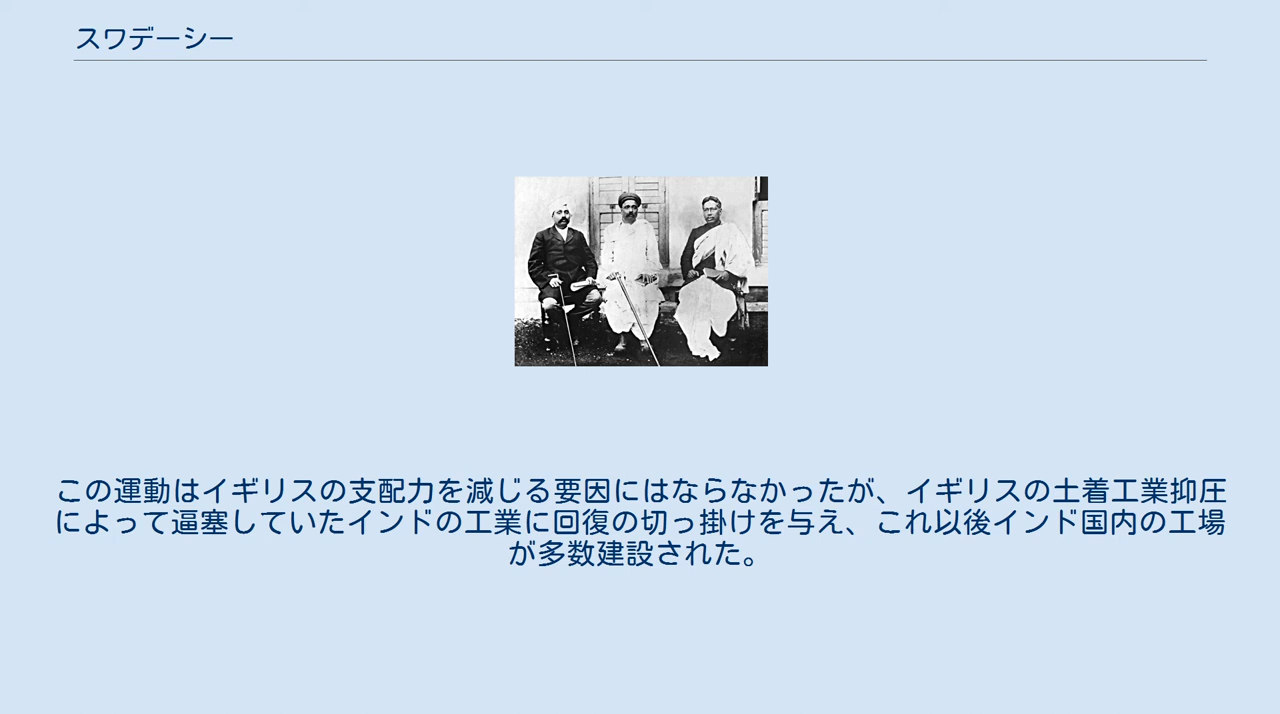 スワデーシー
この運動はイギリスの支配力を減じる要因にはならなかったが、イギリスの土着工業抑圧
によって逼塞していたインドの工業に回復の切っ掛けを与え、これ以後インド国内の工場
が多数建設された。